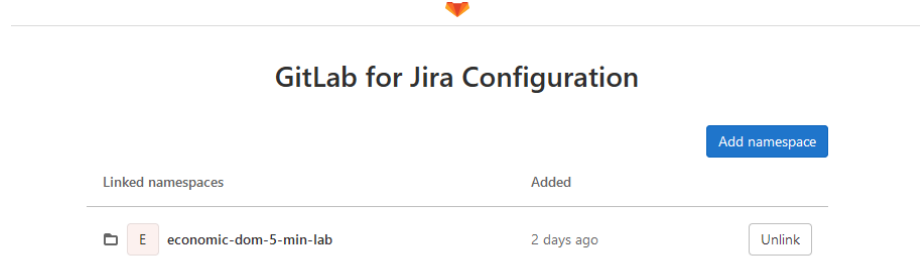 GitLab for Jira Configuration
Add namespace
Linked namespaces Added
E economic-dom-5-min-lab 2 days ago Unlink